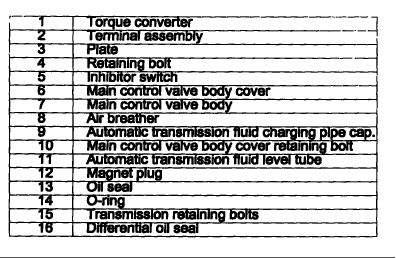 1 Torque converter
2 Terminal assembly
3 Plate
4 Retaining bolt
5 Inhibitor switch
6 Main control valve body cover
7 Main control valve body
8 Air breather
9 Automatic transmission fluid charging pipe cap.
10 Main control valve body cover retaining bolt
11 Automatic transmission fluid level tube
12 Magnet plug
13 Oil seal
14 O-ring
15 Transmission retaining bolts
16 Differential oil seal